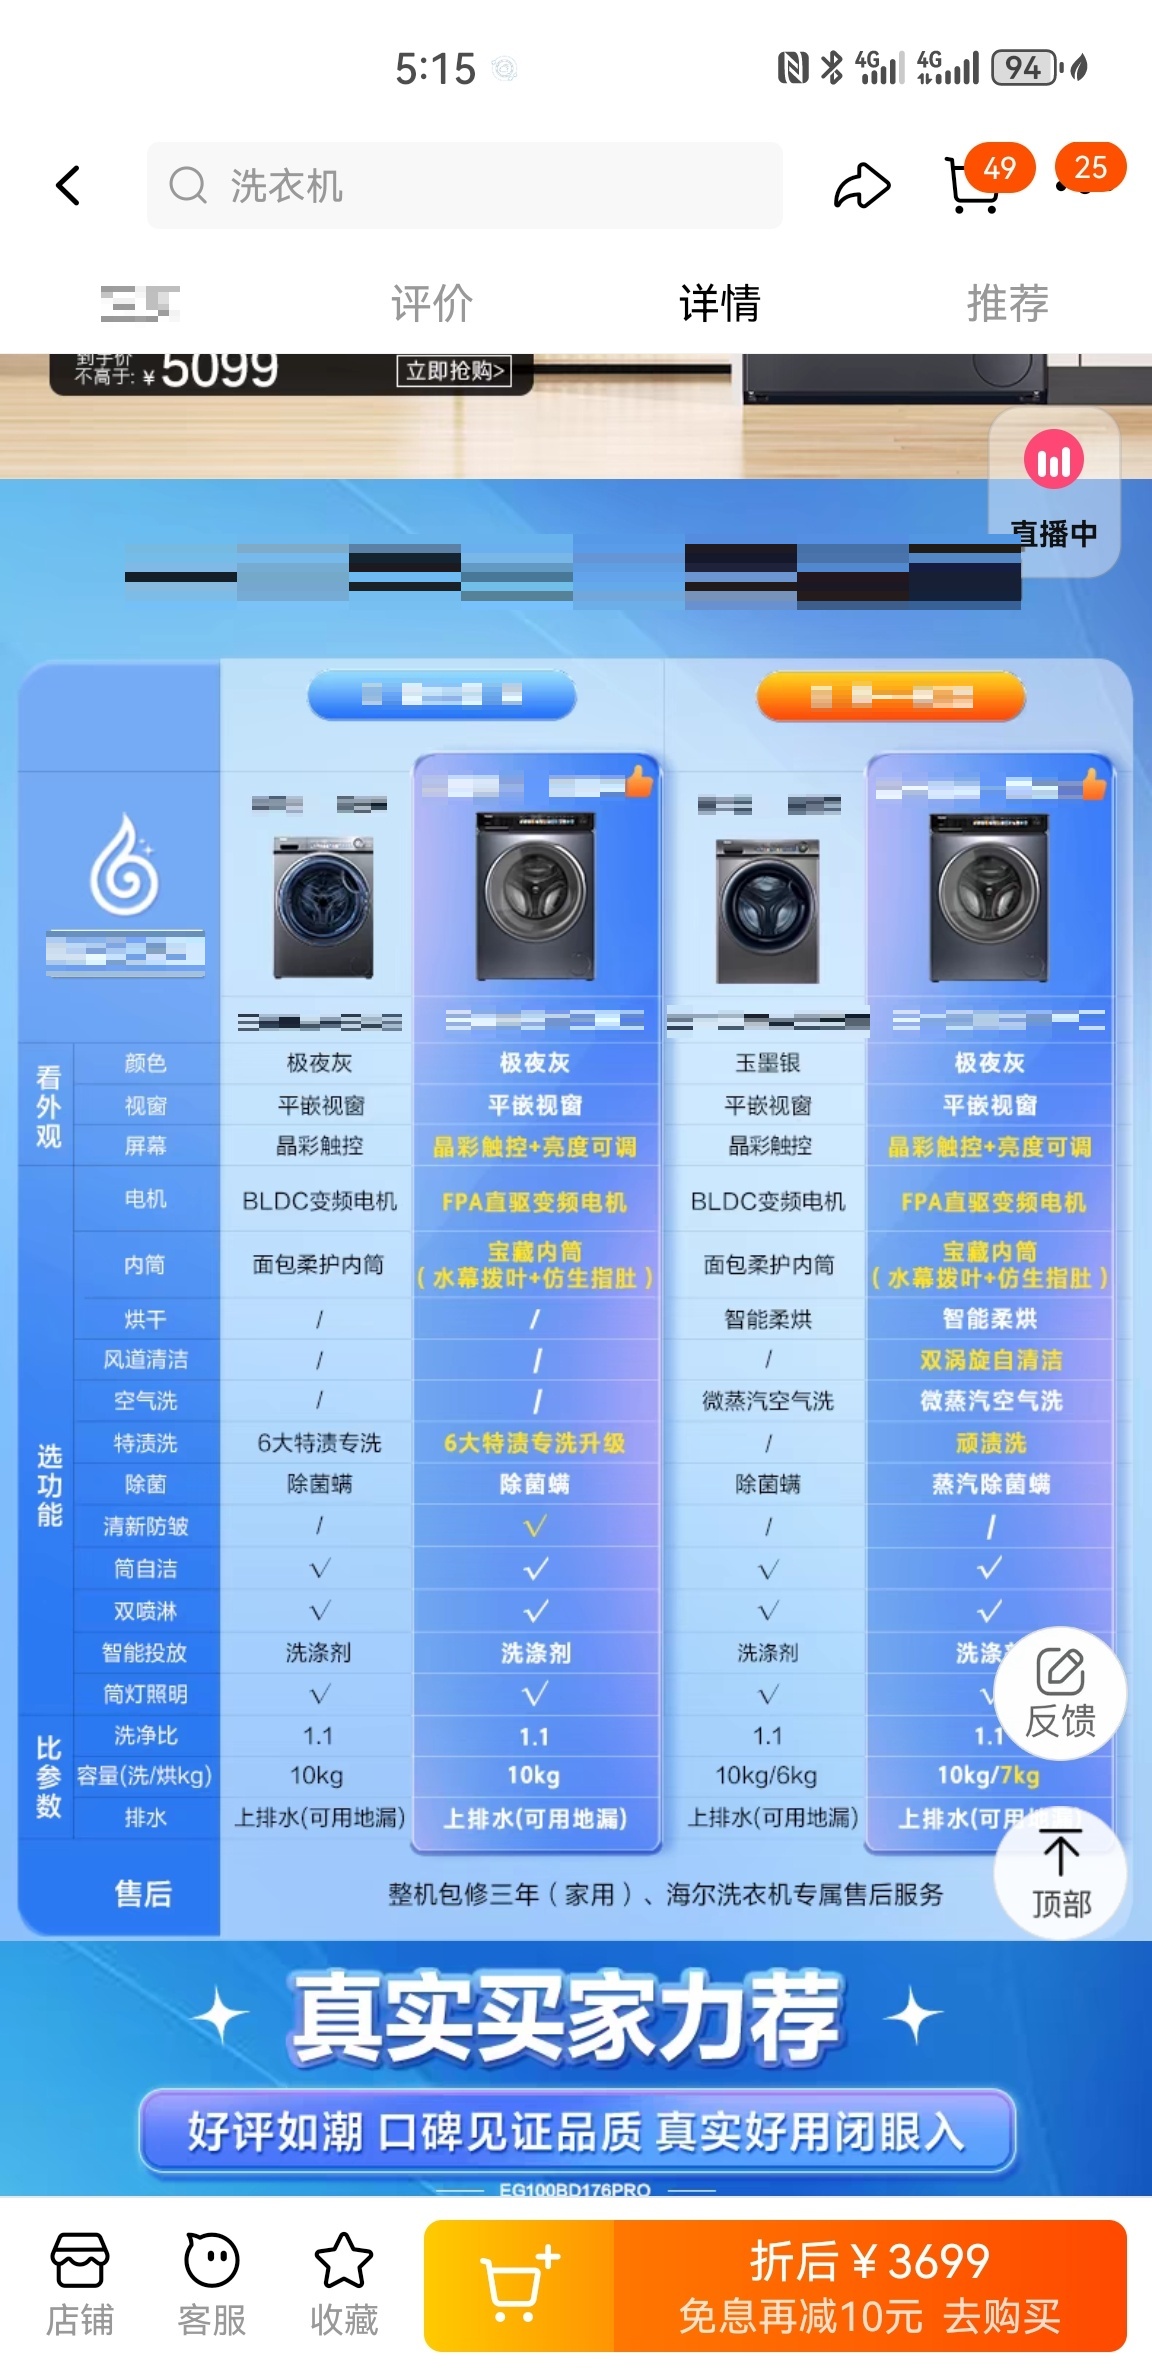 5:15
4G
4G
94
洗衣机
49
25
评价
详情
推荐
到手价
不高于: ¥5099
立即抢购>
直播中
看外观
颜色 极夜灰 极夜灰 玉墨银 极夜灰
视窗 平嵌视窗 平嵌视窗 平嵌视窗 平嵌视窗
屏幕 晶彩触控 晶彩触控+亮度可调 晶彩触控 晶彩触控+亮度可调
选功能
电机 BLDC变频电机 FPA直驱变频电机 BLDC变频电机 FPA直驱变频电机
内筒 面包柔护内筒 宝藏内筒(水幕拨叶+仿生指肚) 面包柔护内筒 宝藏内筒(水幕拨叶+仿生指肚)
烘干 / / 智能柔烘 智能柔烘
风道清洁 / / / 双涡旋自清洁
空气洗 / / 微蒸汽空气洗 微蒸汽空气洗
特渍洗 6大特渍专洗 6大特渍专洗升级 / 顽渍洗
除菌 除菌螨 除菌螨 除菌螨 蒸汽除菌螨
清新防皱 / √ / /
筒自洁 √ √ √ √
双喷淋 √ √ √ √
智能投放 洗涤剂 洗涤剂 洗涤剂 洗涤
筒灯照明 √ √ √ √
比参数
洗净比 1.1 1.1 1.1 1.1
容量(洗/烘kg) 10kg 10kg 10kg/6kg 10kg/7kg
排水 上排水(可用地漏) 上排水(可用地漏) 上排水(可用地漏) 上排水(可用地漏)
售后 整机包修三年(家用)、海尔洗衣机专属售后服务
反馈
顶部
真实买家力荐
好评如潮 口碑见证品质 真实好用闭眼入
EG100BD176PRO
店铺
客服
收藏
折后¥3699
免息再减10元 去购买